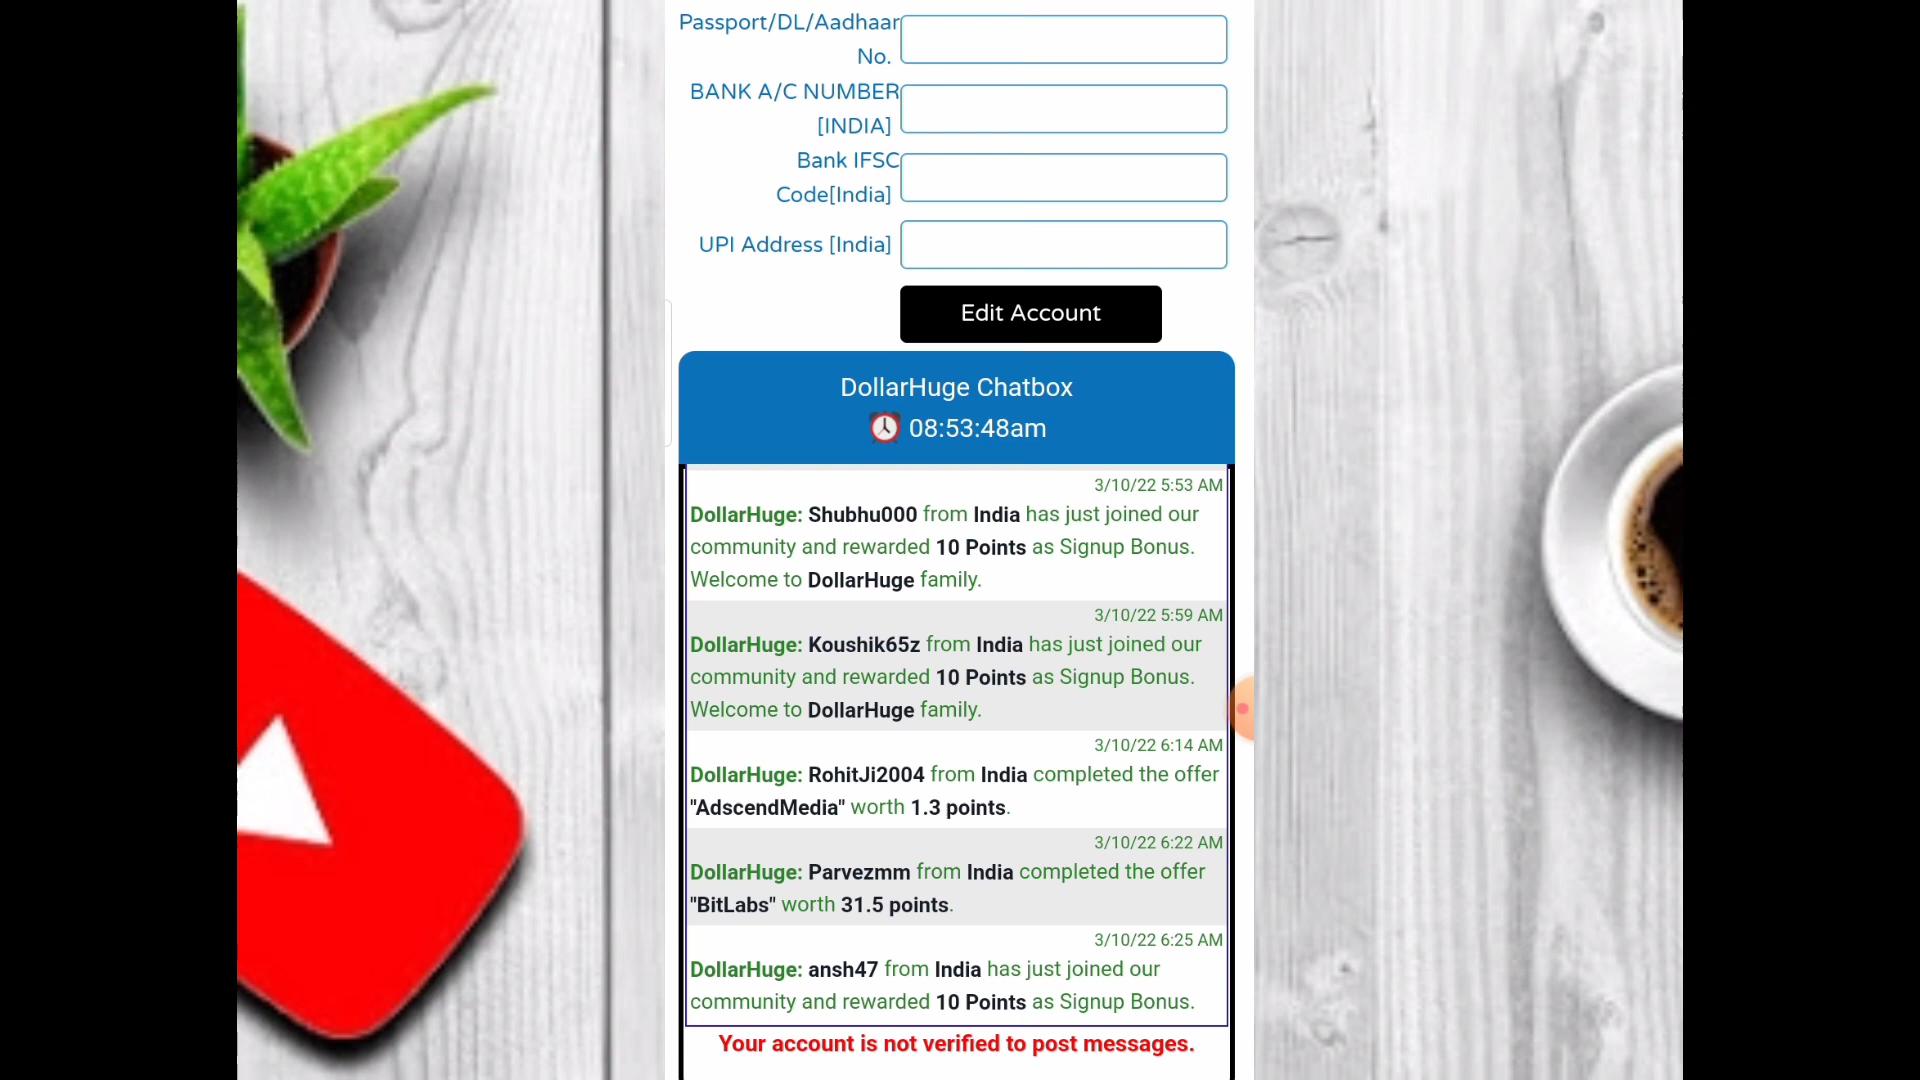 Passport/DL/Aadhaar
No.
BANK A/C NUMBER
[INDIA]
Bank IFSC
Code[India]
UPI Address [India]
Edit Account
DollarHuge Chatbox
08:53:48am
3/10/22 5:53 AM
DollarHuge: Shubhu000 from India has just joined our
community and rewarded 10 Points as Signup Bonus.
Welcome to DollarHuge family.
3/10/22 5:59 AM
DollarHuge: Koushik65z from India has just joined our
community and rewarded 10 Points as Signup Bonus.
Welcome to DollarHuge family.
3/10/22 6:14 AM
DollarHuge: RohitJi2004 from India completed the offer
"AdscendMedia" worth 1.3 points.
3/10/22 6:22 AM
DollarHuge: Parvezmm from India completed the offer
"BitLabs" worth 31.5 points.
3/10/22 6:25 AM
DollarHuge: ansh47 from India has just joined our
community and rewarded 10 Points as Signup Bonus.
Your account is not verified to post messages.